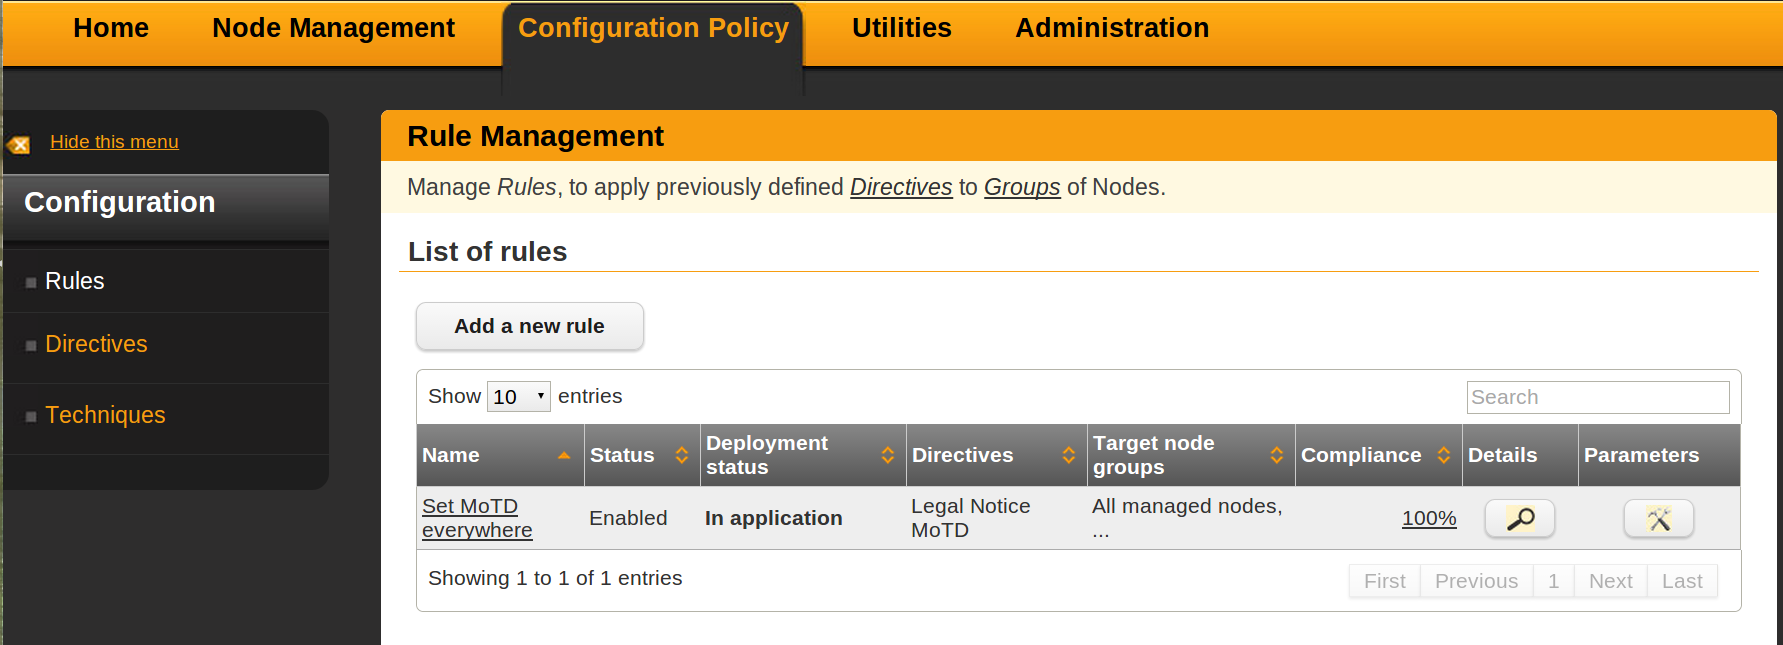 Home Node Management Configuration Policy Utilities Administration
Hide this menu
Configuration
Rules
Directives
Techniques
Rule Management
Manage Rules, to apply previously defined Directives to Groups of Nodes.
List of rules
Add a new rule
Show 10 entries
Search
Name Status Deployment status Directives Target node groups Compliance Details Parameters
Set MoTD everywhere Enabled In application Legal Notice MoTD All managed nodes, ... 100%
Showing 1 to 1 of 1 entries
First Previous 1 Next Last